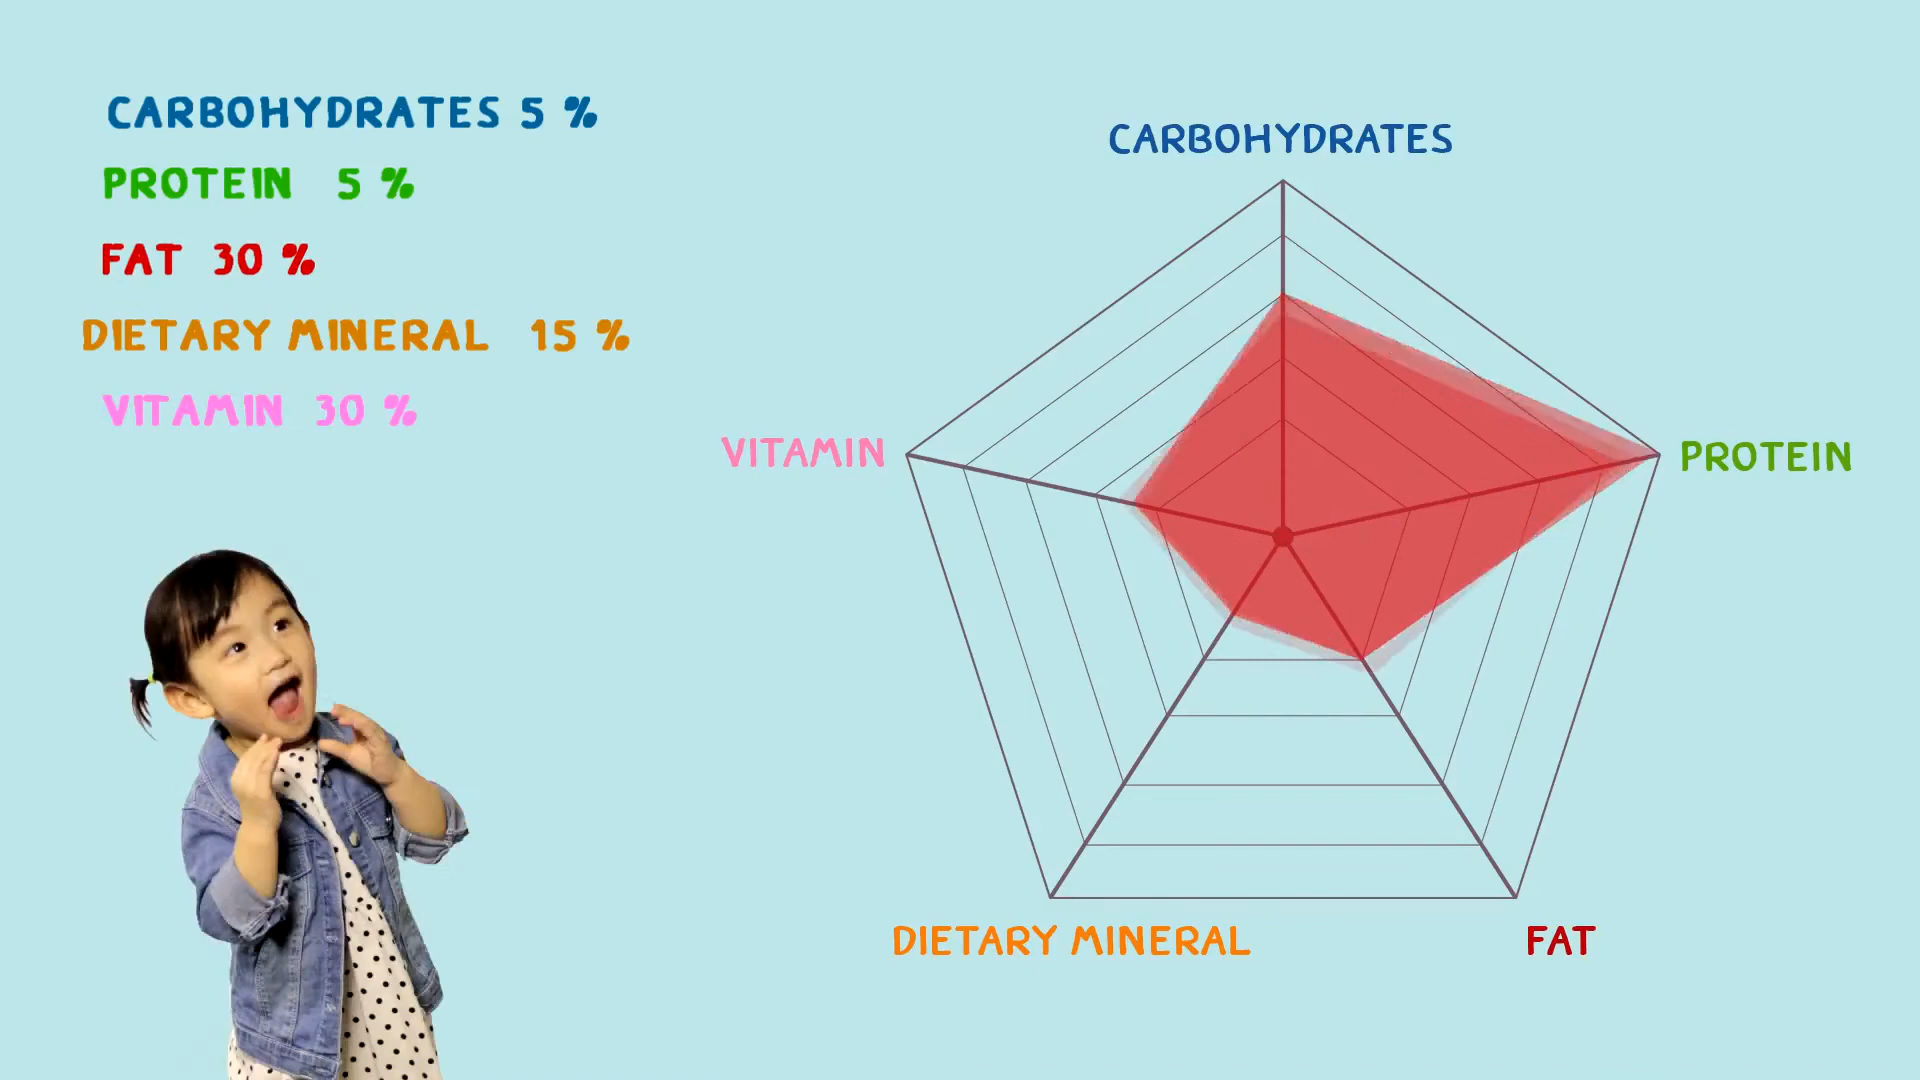 CARBOHYDRATES 5 %
PROTEIN 5 %
FAT 30 %
DIETARY MINERAL 15 %
VITAMIN 30 %
CARBOHYDRATES
VITAMIN
PROTEIN
DIETARY MINERAL
FAT